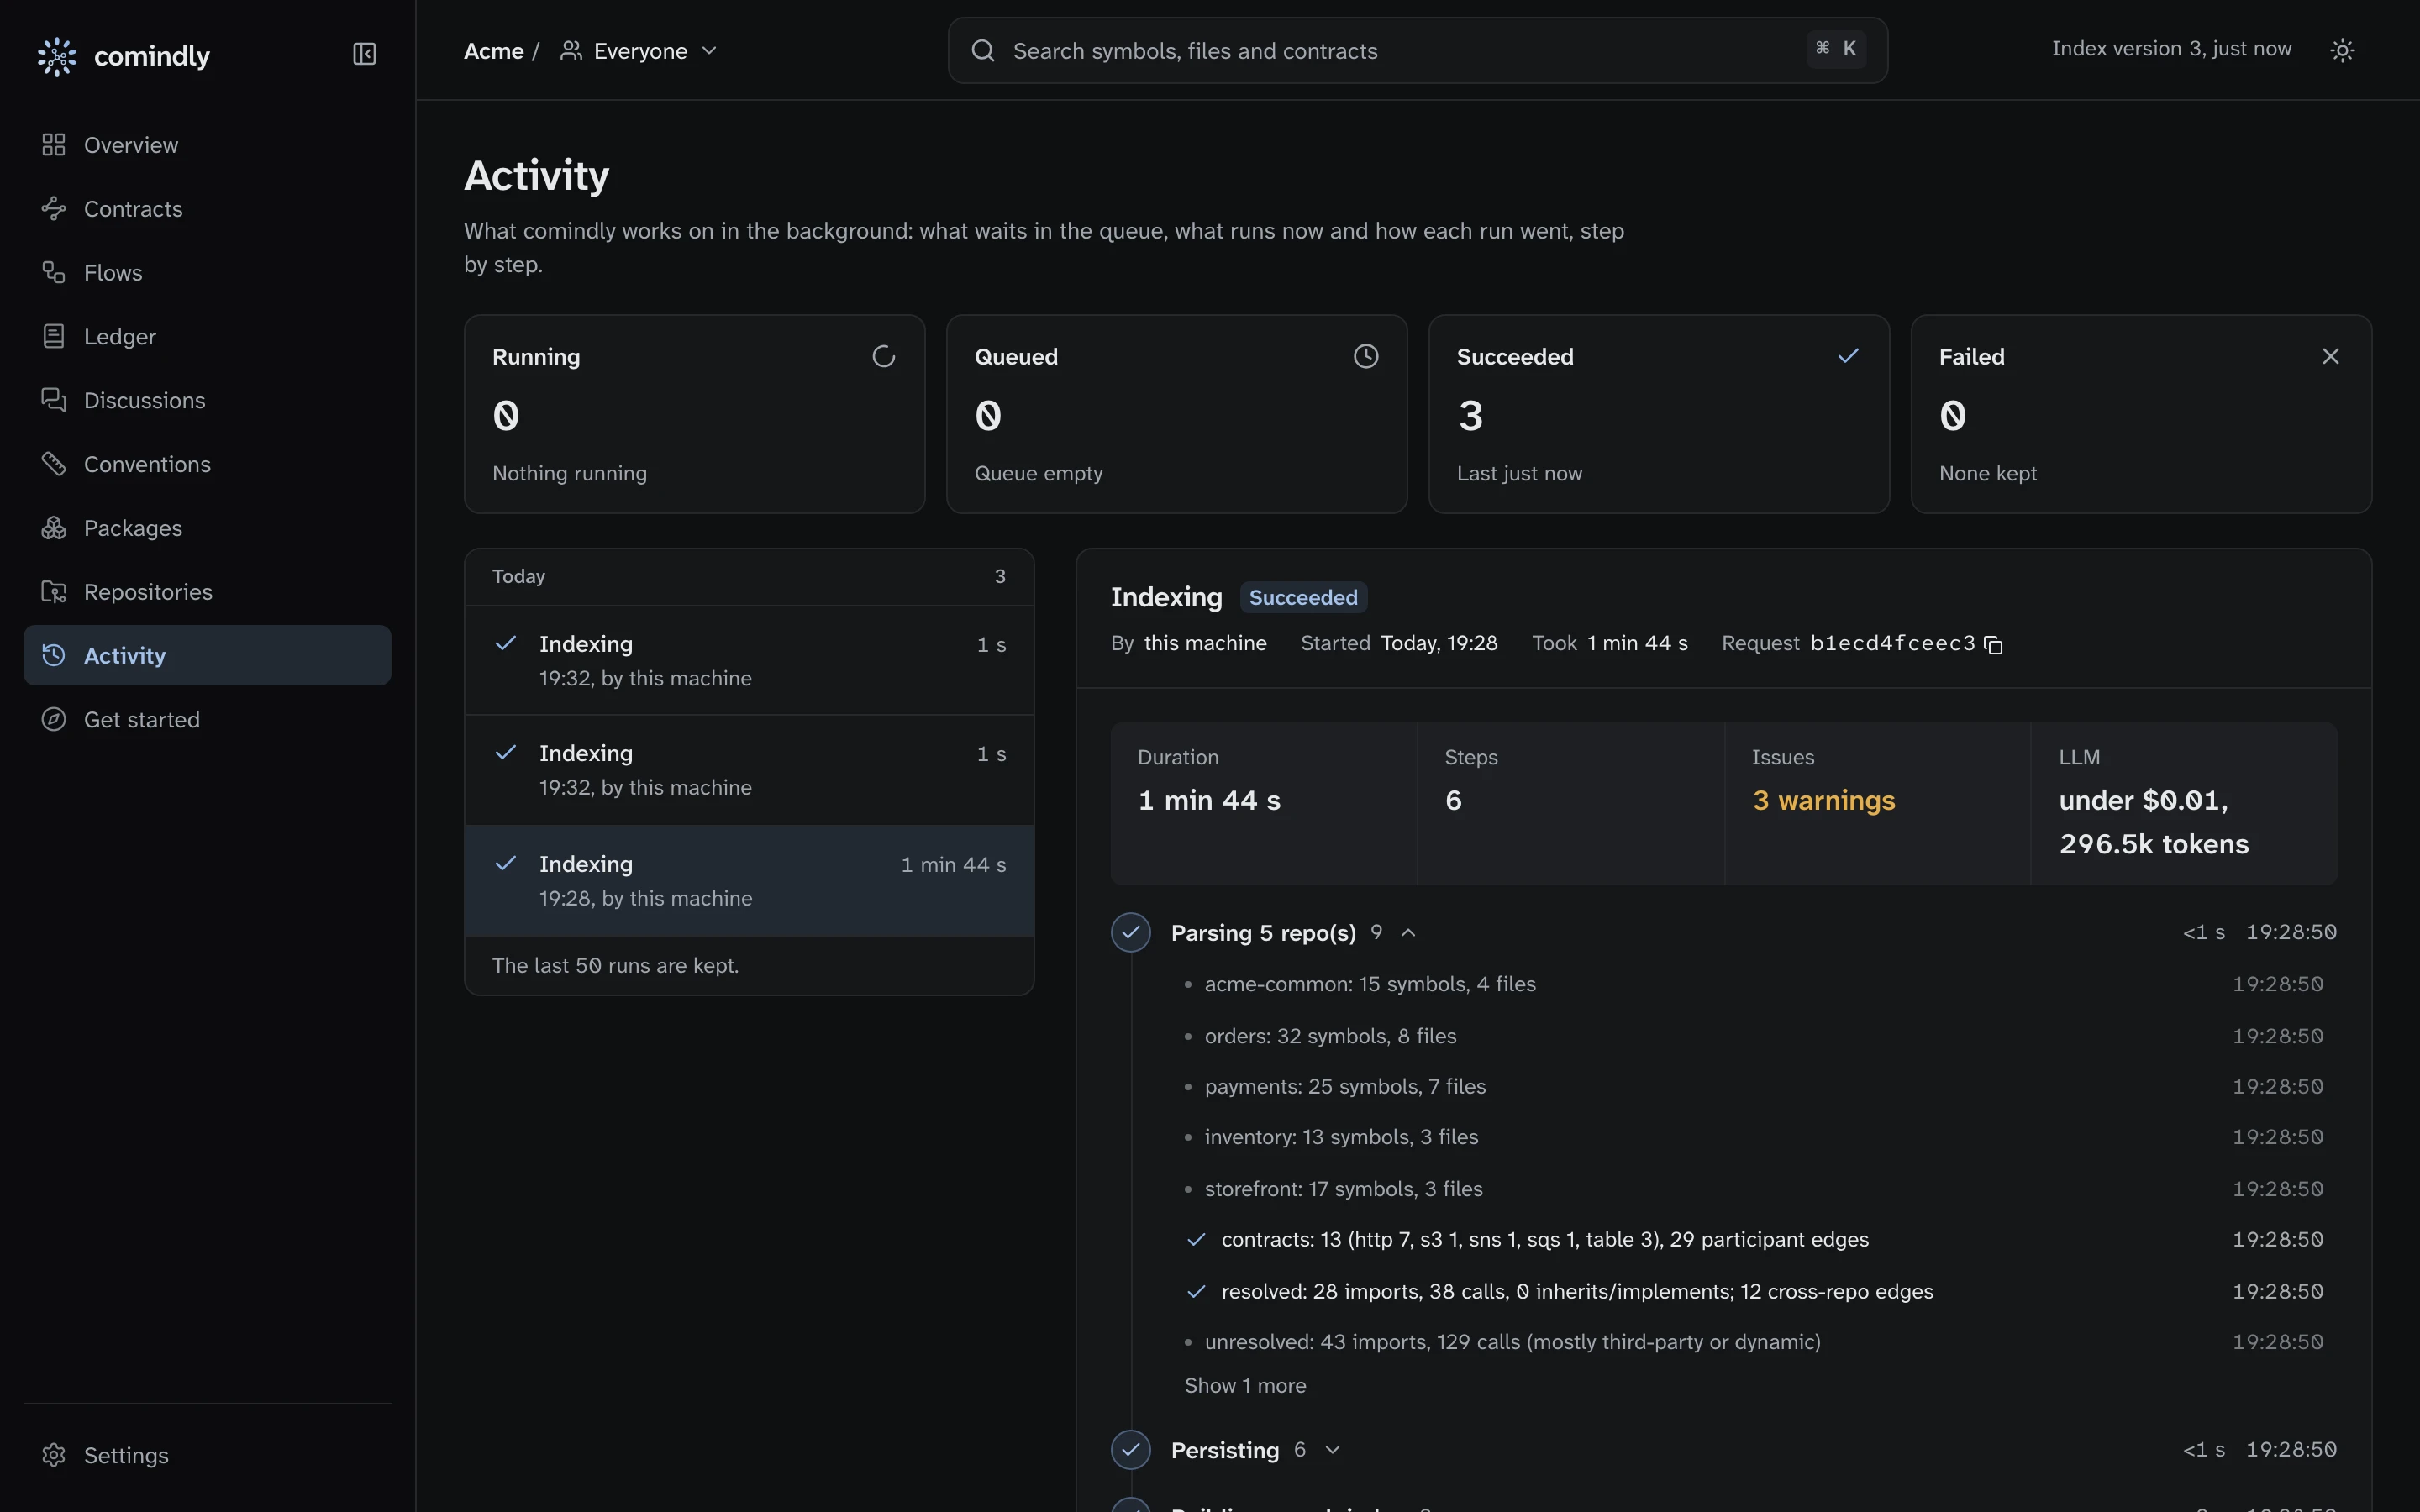 comindly
Acme / Everyone
Search symbols, files and contracts
⌘ K
Index version 3, just now
Overview
Contracts
Flows
Ledger
Discussions
Conventions
Packages
Repositories
Activity
Get started
Settings
Activity
What comindly works on in the background: what waits in the queue, what runs now and how each run went, step
by step.
Running
0
Nothing running
Queued
0
Queue empty
Succeeded
3
Last just now
Failed
0
None kept
Today 3
Indexing 1 s
19:32, by this machine
Indexing 1 s
19:32, by this machine
Indexing 1 min 44 s
19:28, by this machine
The last 50 runs are kept.
Indexing Succeeded
By this machine Started Today, 19:28 Took 1 min 44 s Request b1ecd4fceec3
Duration
1 min 44 s
Steps
6
Issues
3 warnings
LLM
under $0.01,
296.5k tokens
Parsing 5 repo(s) 9 <1 s 19:28:50
acme-common: 15 symbols, 4 files 19:28:50
orders: 32 symbols, 8 files 19:28:50
payments: 25 symbols, 7 files 19:28:50
inventory: 13 symbols, 3 files 19:28:50
storefront: 17 symbols, 3 files 19:28:50
contracts: 13 (http 7, s3 1, sns 1, sqs 1, table 3), 29 participant edges 19:28:50
resolved: 28 imports, 38 calls, 0 inherits/implements; 12 cross-repo edges 19:28:50
unresolved: 43 imports, 129 calls (mostly third-party or dynamic) 19:28:50
Show 1 more
Persisting 6 <1 s 19:28:50